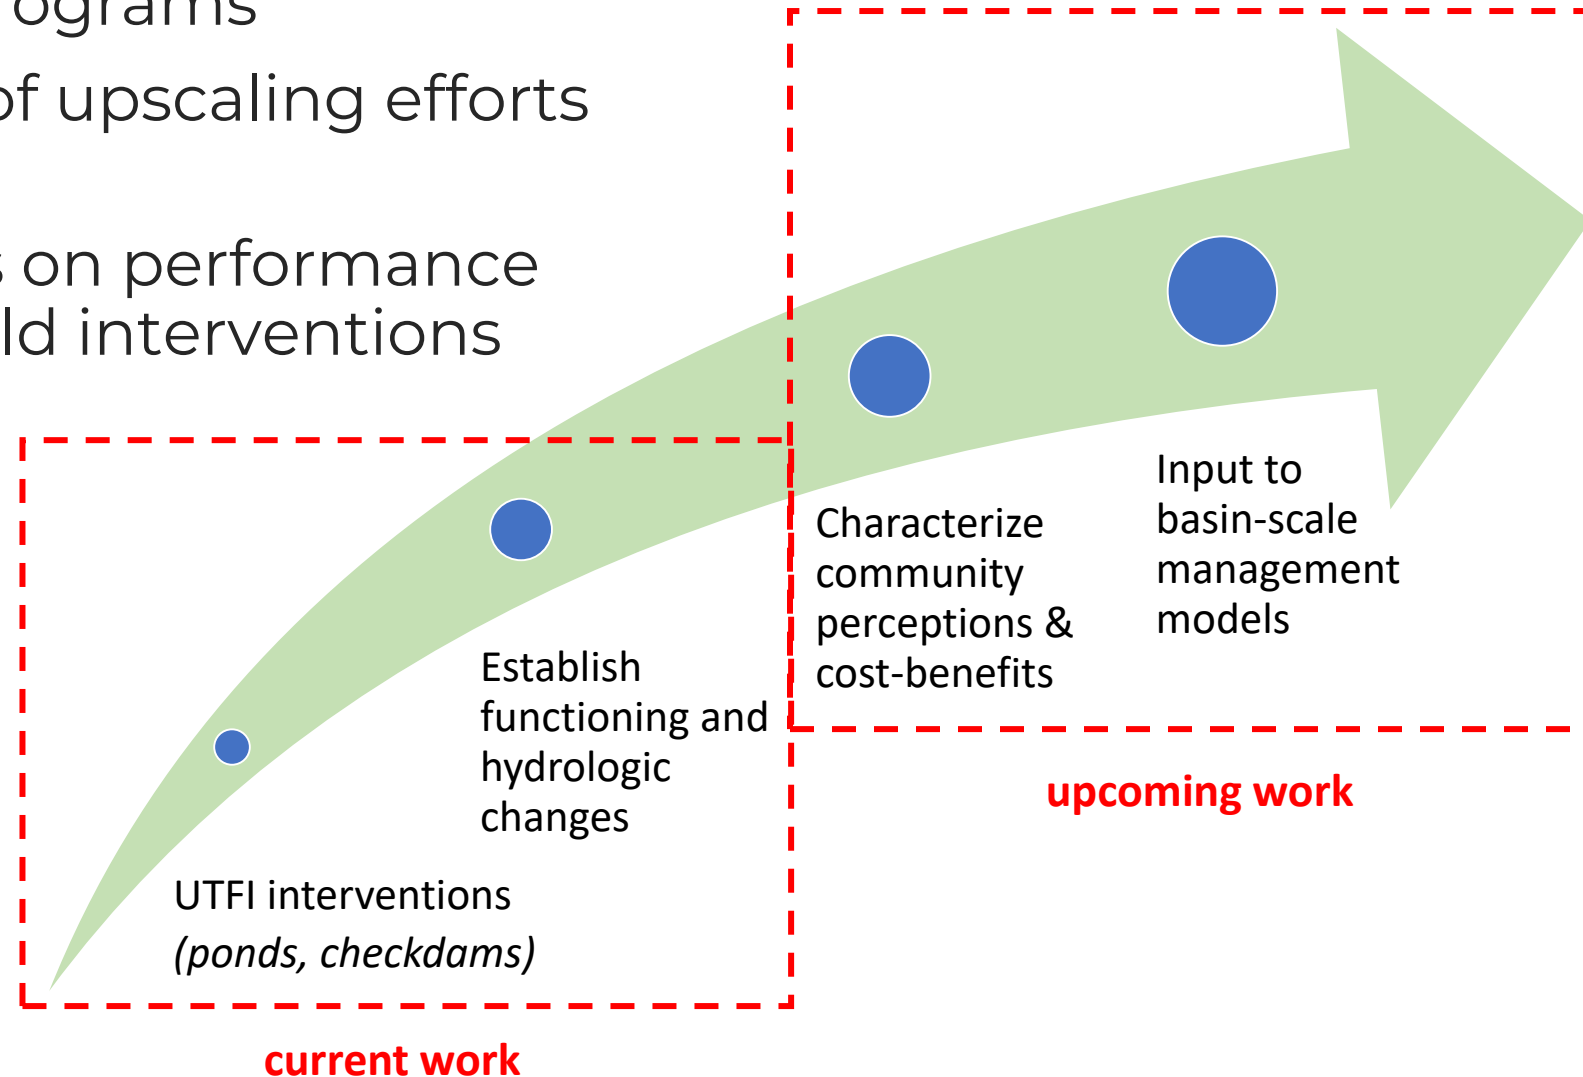 of upscaling efforts
on performance
interventions
Input to
basin-scale
management
models
Characterize
community
perceptions &
cost-benefits
Establish
functioning and
hydrologic
changes
upcoming work
UTFI interventions
(ponds, checkdams)
current work